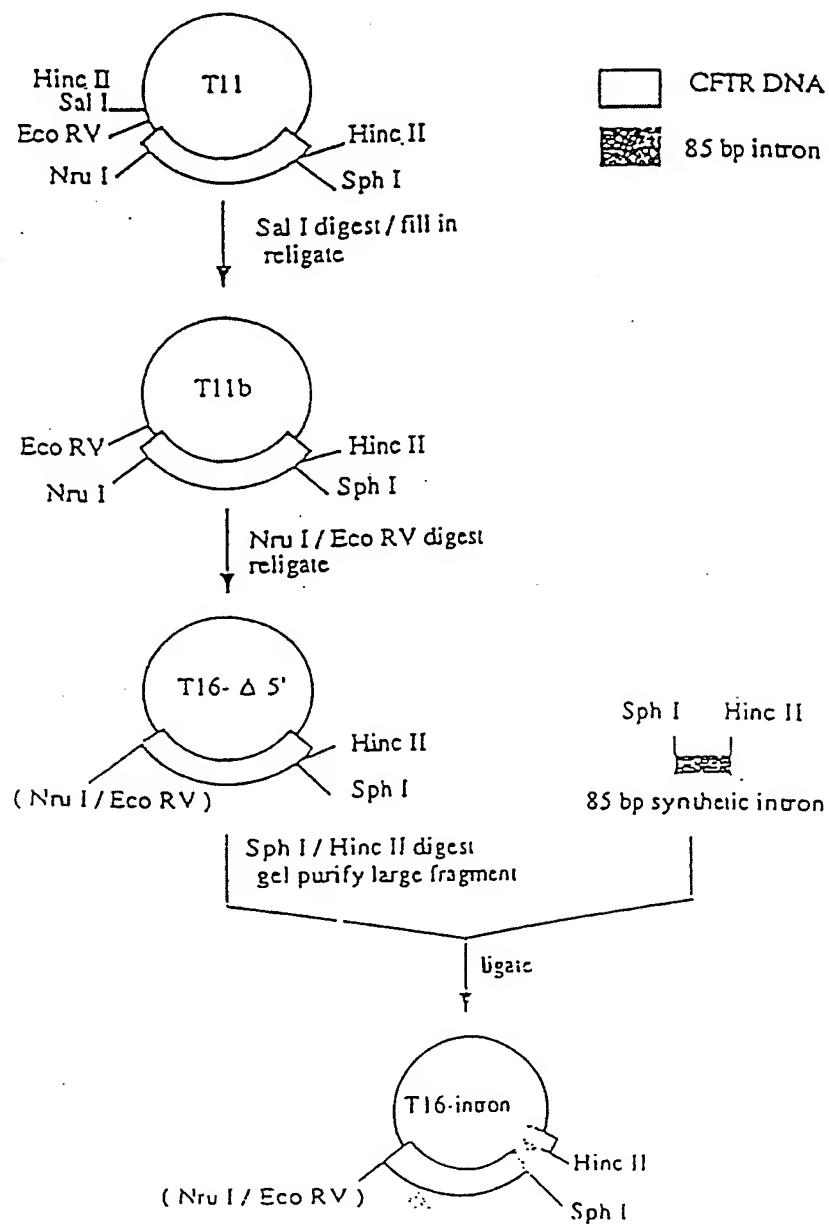 T11
Hinc II
Sal I
Eco RV
Nru I
Hinc II
Sph I
CFTR DNA
85 bp intron
Sal I digest / fill in
religate
T11b
Eco RV
Nru I
Hinc II
Sph I
Nru I / Eco RV digest
religate
T16- Δ 5'
Hinc II
Sph I
( Nru I / Eco RV )
Sph I Hinc II
85 bp synthetic intron
Sph I / Hinc II digest
gel purify large fragment
ligate
T16-intron
Hinc II
( Nru I / Eco RV )
Sph I